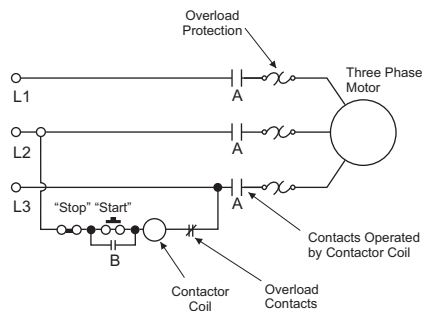 Overload
Protection
Three Phase
Motor
L1
A
L2
A
L3
A
"Stop" "Start"
B
Contacts Operated
by Contactor Coil
Contactor
Coil
Overload
Contacts